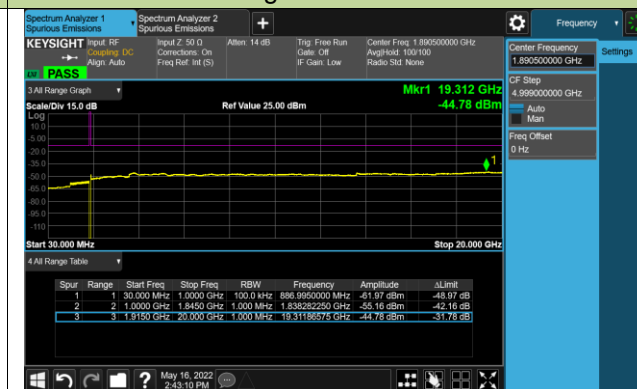 Spectrum Analyzer 1
Spurious Emissions
Spectrum Analyzer 2
Spurious Emissions
+
Frequency
KEYSIGHT
Input: RF
Coupling: DC
Align: Auto
Input Z: 50 Ω
Corrections: On
Freq Ref: Int (S)
Atten: 14 dB
Trig: Free Run
Gate: Off
IF Gain: Low
Center Freq: 1.890500000 GHz
Avg|Hold: 100/100
Radio Std: None
PASS
Center Frequency
1.890500000 GHz
Settings
CF Step
4.999000000 GHz
Auto
Man
Freq Offset
0 Hz
3 All Range Graph
Mkr1 19.312 GHz
Scale/Div 15.0 dB
Ref Value 25.00 dBm
-44.78 dBm
Log
10.0
-5.00
-20.0
-35.0
-50.0
-65.0
-80.0
-95.0
-110
1
Start 30.000 MHz
Stop 20.000 GHz
4 All Range Table
Spur Range Start Freq Stop Freq RBW Frequency Amplitude ΔLimit
1 1 30.000 MHz 1.0000 GHz 100.0 kHz 886.9950000 MHz -61.97 dBm -48.97 dB
2 2 1.0000 GHz 1.8450 GHz 1.000 MHz 1.838282250 GHz -55.16 dBm -42.16 dB
3 3 1.9150 GHz 20.000 GHz 1.000 MHz 19.31186575 GHz -44.78 dBm -31.78 dB
?
May 16, 2022
2:43:10 PM